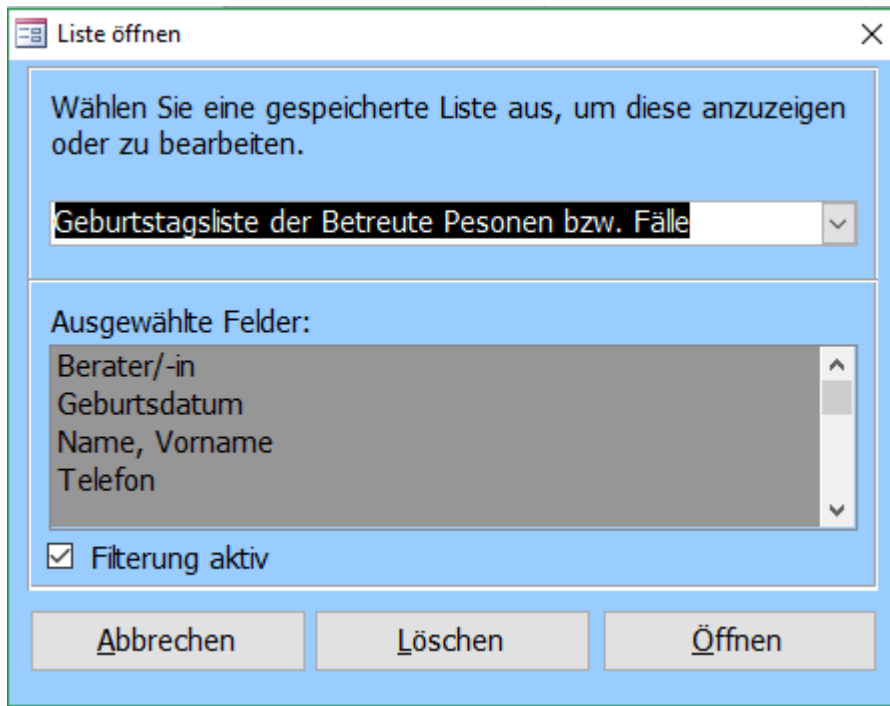 Liste öffnen
Wählen Sie eine gespeicherte Liste aus, um diese anzuzeigen
oder zu bearbeiten.
Geburtstagsliste der Betreute Pesonen bzw. Fälle
Ausgewählte Felder:
Berater/-in
Geburtsdatum
Name, Vorname
Telefon
Filterung aktiv
Abbrechen
Löschen
Öffnen